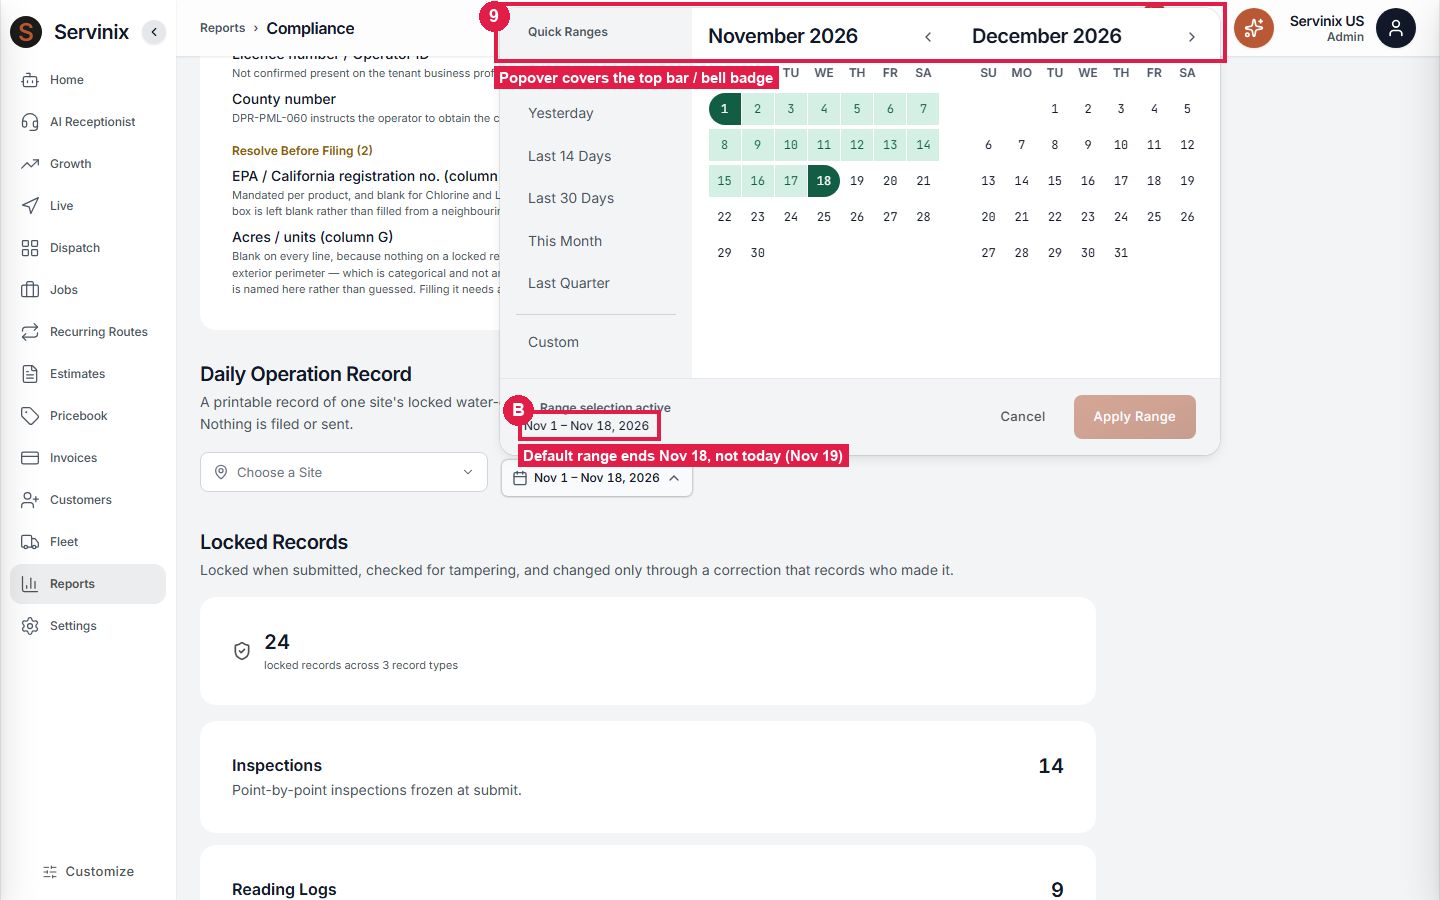 S Servinix
Home
AI Receptionist
Growth
Live
Dispatch
Jobs
Recurring Routes
Estimates
Pricebook
Invoices
Customers
Fleet
Reports
Settings
Customize
Reports › Compliance
Servinix US
Admin
Not confirmed present on the tenant business
County number
DPR-PML-060 instructs the operator to obtain the
Resolve Before Filing (2)
EPA / California registration no. (column
Mandated per product, and blank for Chlorine and
box is left blank rather than filled from a
Acres / units (column G)
Blank on every line, because nothing on a locked
exterior perimeter — which is categorical and not
is named here rather than guessed. Filling it needs
9
Quick Ranges
Popover covers the top bar / bell badge
Yesterday
Last 14 Days
Last 30 Days
This Month
Last Quarter
Custom
November 2026
TU WE TH FR SA
1 2 3 4 5 6 7
8 9 10 11 12 13 14
15 16 17 18 19 20 21
22 23 24 25 26 27 28
29 30
December 2026
SU MO TU WE TH FR SA
1 2 3 4 5
6 7 8 9 10 11 12
13 14 15 16 17 18 19
20 21 22 23 24 25 26
27 28 29 30 31
B
Range selection active
Nov 1 – Nov 18, 2026
Cancel
Apply Range
Default range ends Nov 18, not today (Nov 19)
Daily Operation Record
A printable record of one site's locked water-
Nothing is filed or sent.
Choose a Site
Nov 1 – Nov 18, 2026
Locked Records
Locked when submitted, checked for tampering, and changed only through a correction that records who made it.
24
locked records across 3 record types
Inspections
14
Point-by-point inspections frozen at submit.
Reading Logs
9